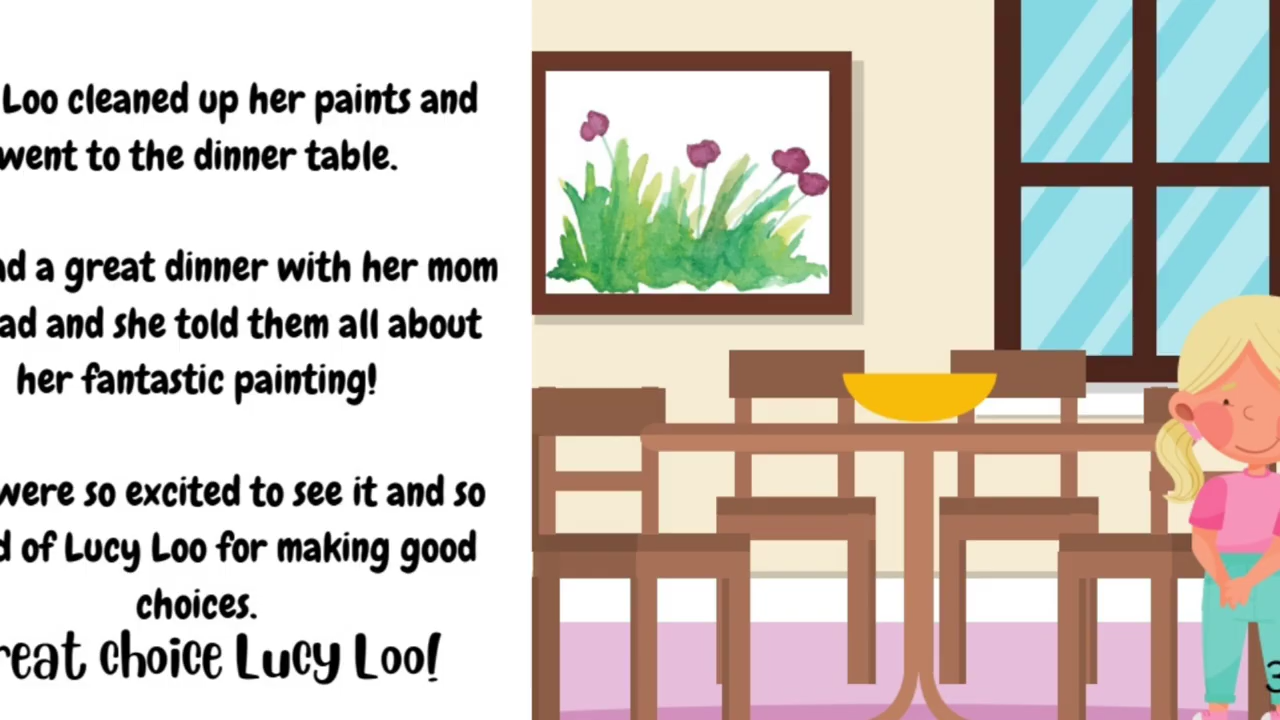 Loo cleaned up her paints and
went to the dinner table.
a great dinner with her mom
and she told them all about
her fantastic painting!
were so excited to see it and so
of Lucy Loo for making good
choices.
choice Lucy Loo!